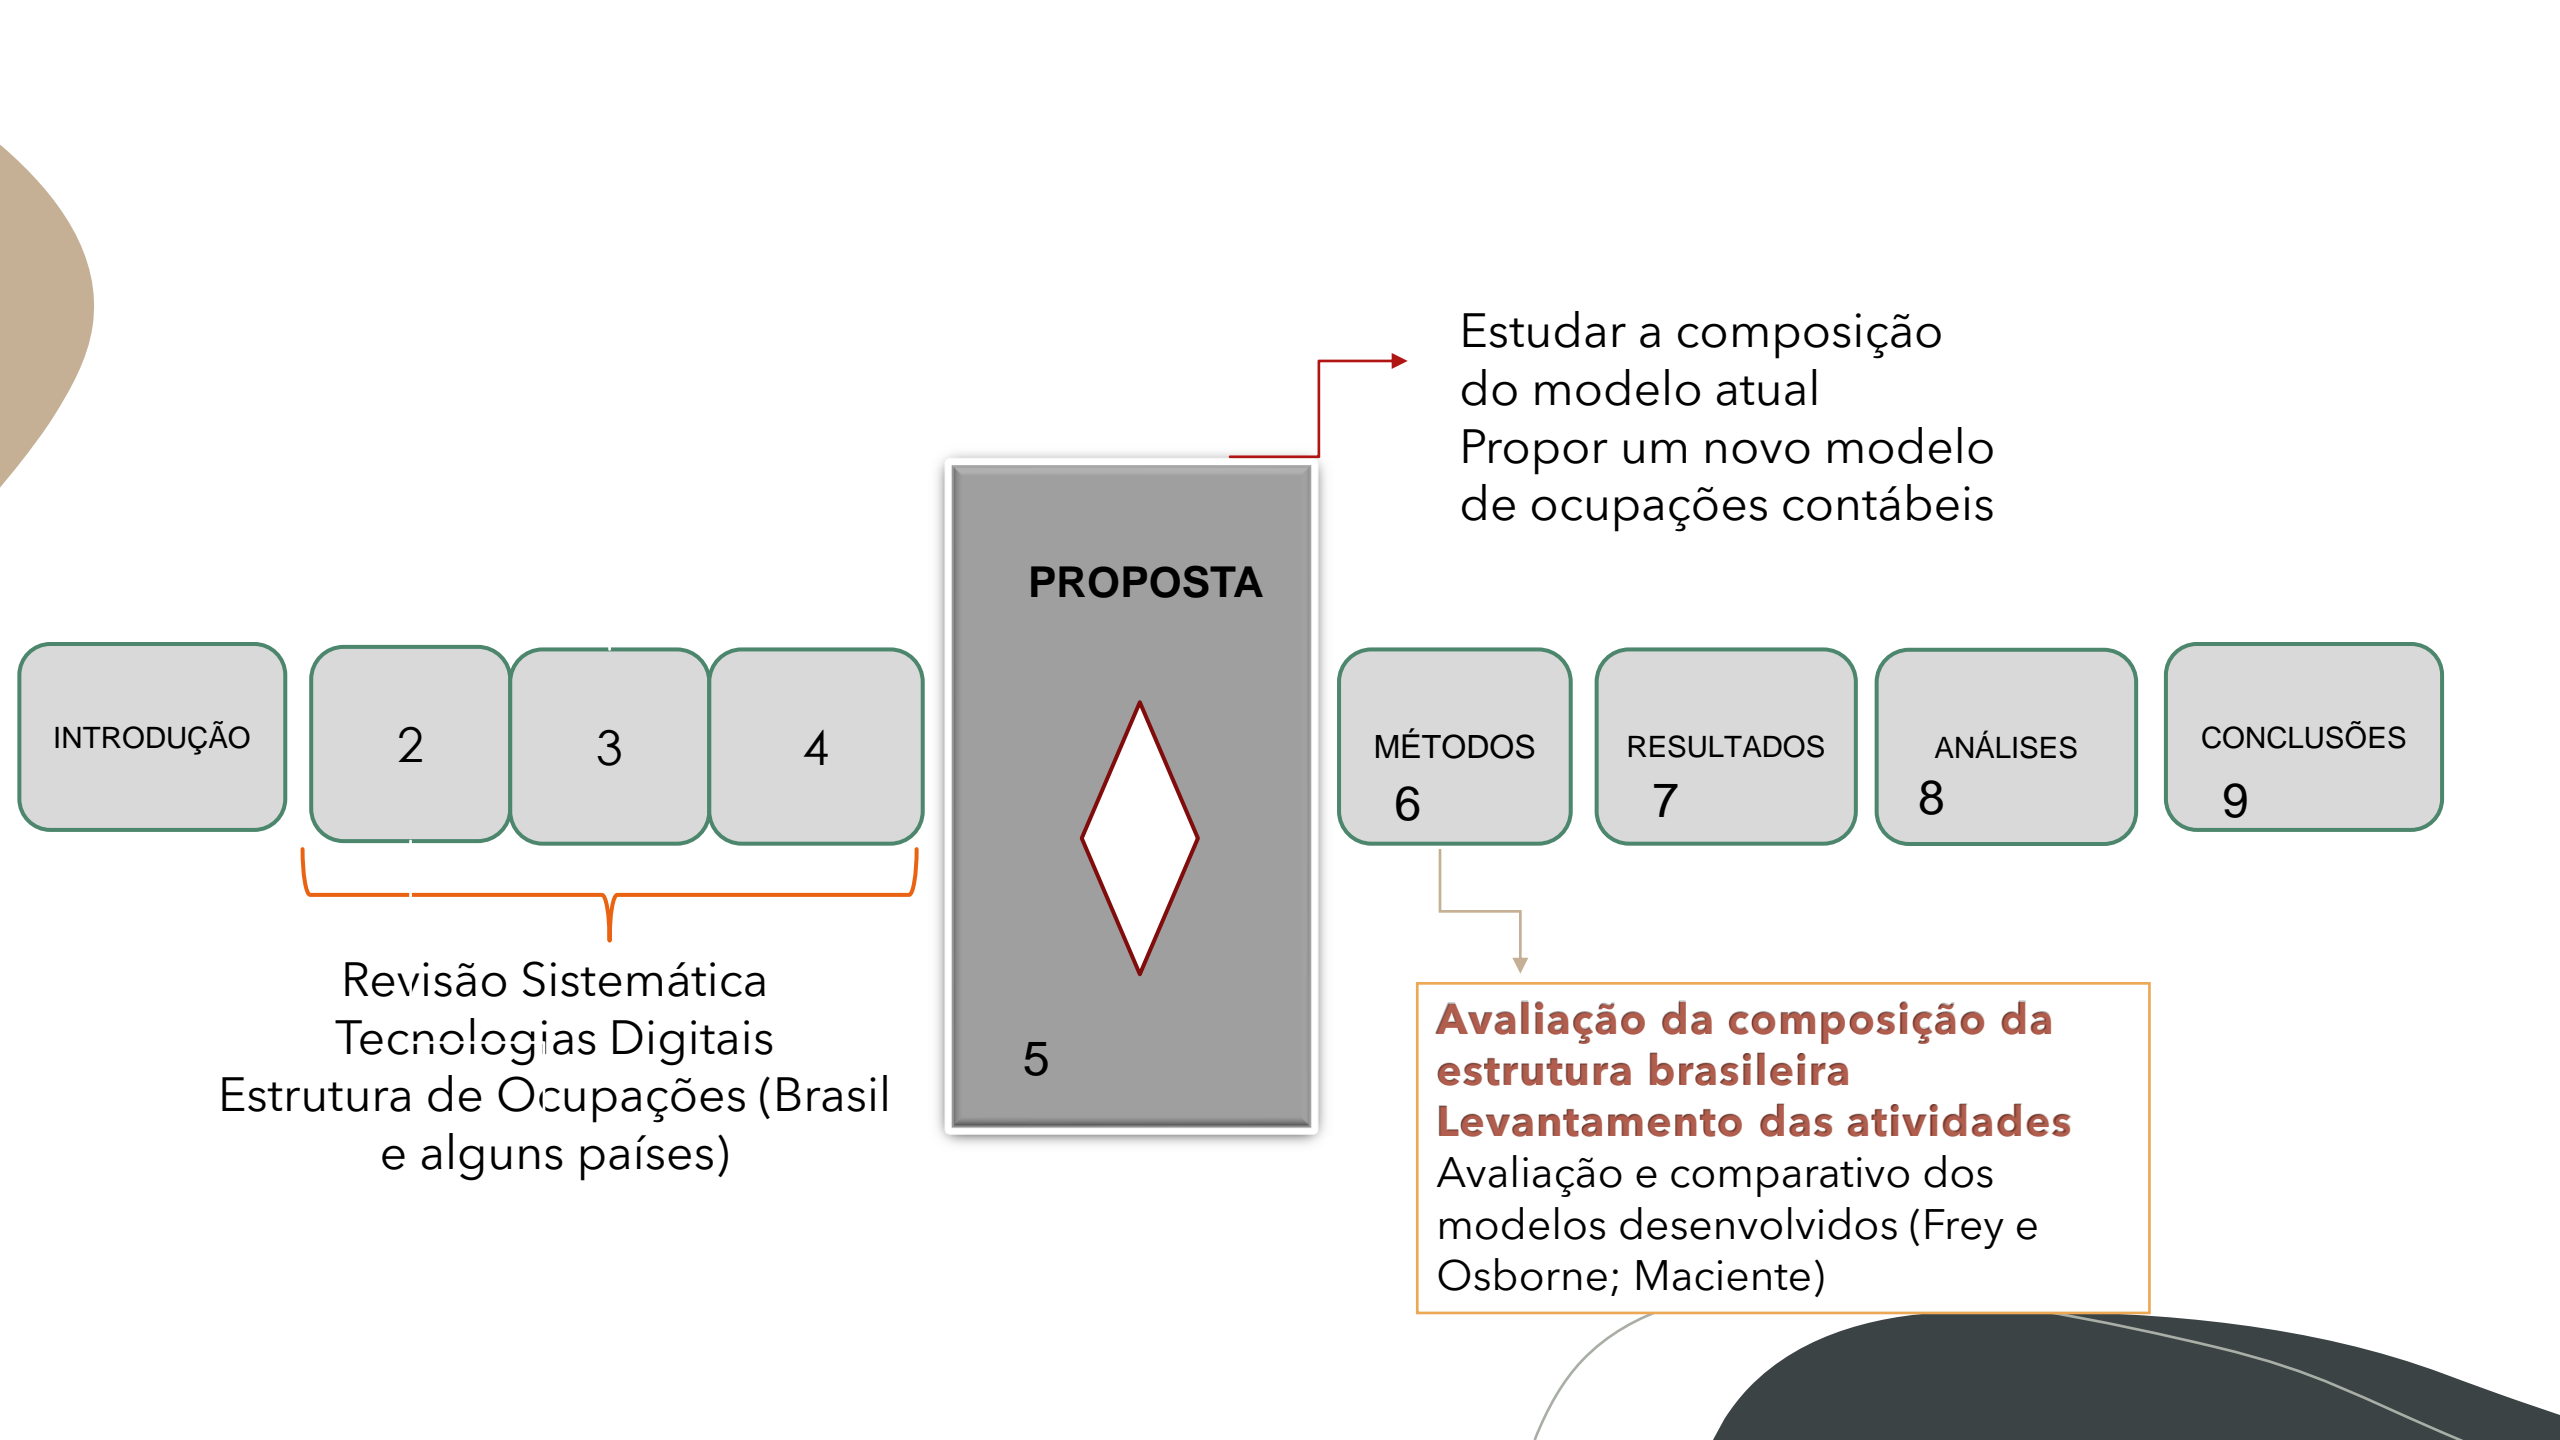 Estudar a composição
do modelo atual
Propor um novo modelo
de ocupações contábeis
PROPOSTA
5
INTRODUÇÃO
2
3
4
MÉTODOS
6
RESULTADOS
7
ANÁLISES
8
CONCLUSÕES
9
Revisão Sistemática
Tecnologias Digitais
Estrutura de Ocupações (Brasil
e alguns países)
Avaliação da composição da
estrutura brasileira
Levantamento das atividades
Avaliação e comparativo dos
modelos desenvolvidos (Frey e
Osborne; Maciente)